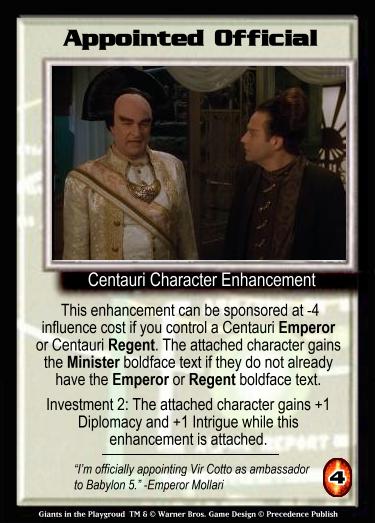 Appointed Official
Centauri Character Enhancement
This enhancement can be sponsored at -4
influence cost if you control a Centauri Emperor
or Centauri Regent. The attached character gains
the Minister boldface text if they do not already
have the Emperor or Regent boldface text.
Investment 2: The attached character gains +1
Diplomacy and +1 Intrigue while this
enhancement is attached.
"I'm officially appointing Vir Cotto as ambassador
to Babylon 5." -Emperor Mollari
4
Giants in the Playgroud TM & © Warner Bros. Game Design © Precedence Publish